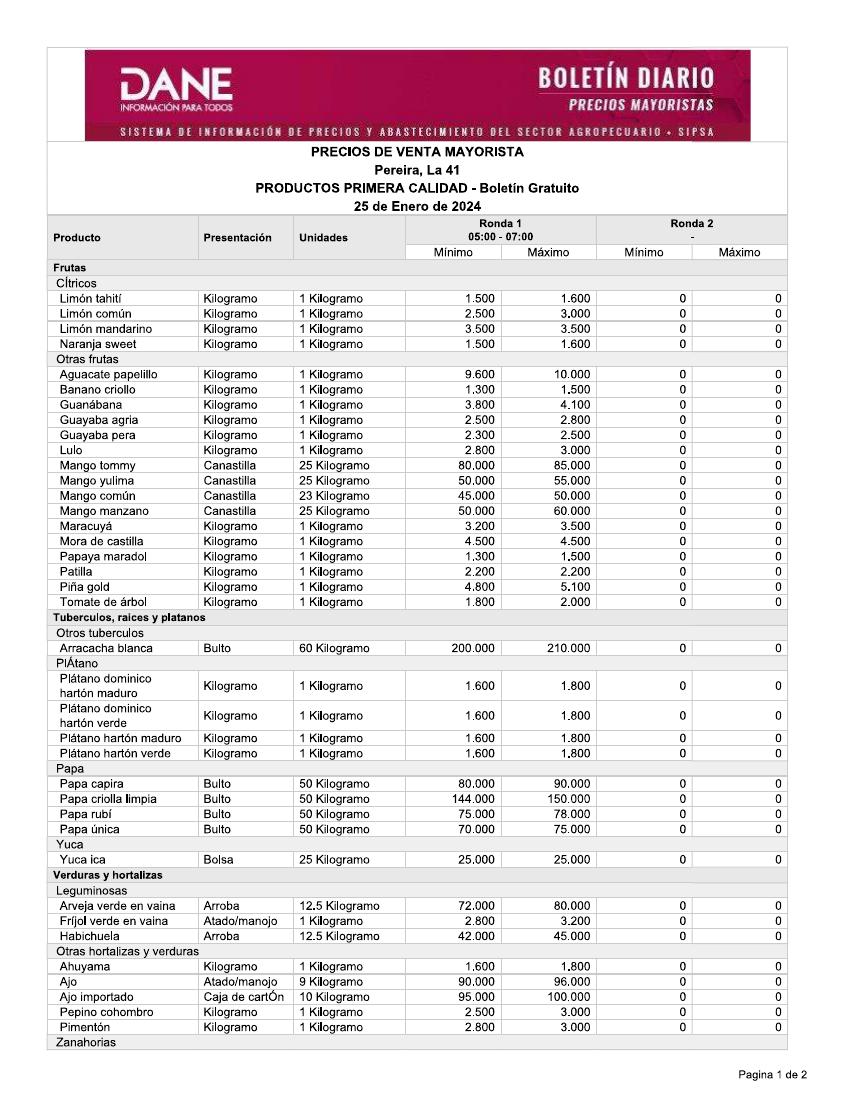 DANE
INFORMACIÓN PARA TODOS
BOLETÍN DIARIO
PRECIOS MAYORISTAS
SISTEMA DE INFORMACIÓN DE PRECIOS Y ABASTECIMIENTO DEL SECTOR AGROPECUARIO • SIPSA
PRECIOS DE VENTA MAYORISTA
Pereira, La 41
PRODUCTOS PRIMERA CALIDAD - Boletín Gratuito
25 de Enero de 2024
Producto Presentación Unidades Ronda 1 Ronda 2
05:00 - 07:00 -
Mínimo Máximo Mínimo Máximo
Frutas
CÍtricos
Limón tahití Kilogramo 1 Kilogramo 1.500 1.600 0 0
Limón común Kilogramo 1 Kilogramo 2.500 3.000 0 0
Limón mandarino Kilogramo 1 Kilogramo 3.500 3.500 0 0
Naranja sweet Kilogramo 1 Kilogramo 1.500 1.600 0 0
Otras frutas
Aguacate papelillo Kilogramo 1 Kilogramo 9.600 10.000 0 0
Banano criollo Kilogramo 1 Kilogramo 1.300 1.500 0 0
Guanábana Kilogramo 1 Kilogramo 3.800 4.100 0 0
Guayaba agria Kilogramo 1 Kilogramo 2.500 2.800 0 0
Guayaba pera Kilogramo 1 Kilogramo 2.300 2.500 0 0
Lulo Kilogramo 1 Kilogramo 2.800 3.000 0 0
Mango tommy Canastilla 25 Kilogramo 80.000 85.000 0 0
Mango yulima Canastilla 25 Kilogramo 50.000 55.000 0 0
Mango común Canastilla 23 Kilogramo 45.000 50.000 0 0
Mango manzano Canastilla 25 Kilogramo 50.000 60.000 0 0
Maracuyá Kilogramo 1 Kilogramo 3.200 3.500 0 0
Mora de castilla Kilogramo 1 Kilogramo 4.500 4.500 0 0
Papaya maradol Kilogramo 1 Kilogramo 1.300 1.500 0 0
Patilla Kilogramo 1 Kilogramo 2.200 2.200 0 0
Piña gold Kilogramo 1 Kilogramo 4.800 5.100 0 0
Tomate de árbol Kilogramo 1 Kilogramo 1.800 2.000 0 0
Tuberculos, raices y platanos
Otros tuberculos
Arracacha blanca Bulto 60 Kilogramo 200.000 210.000 0 0
PlÁtano
Plátano dominico
hartón maduro Kilogramo 1 Kilogramo 1.600 1.800 0 0
Plátano dominico
hartón verde Kilogramo 1 Kilogramo 1.600 1.800 0 0
Plátano hartón maduro Kilogramo 1 Kilogramo 1.600 1.800 0 0
Plátano hartón verde Kilogramo 1 Kilogramo 1.600 1.800 0 0
Papa
Papa capira Bulto 50 Kilogramo 80.000 90.000 0 0
Papa criolla limpia Bulto 50 Kilogramo 144.000 150.000 0 0
Papa rubí Bulto 50 Kilogramo 75.000 78.000 0 0
Papa única Bulto 50 Kilogramo 70.000 75.000 0 0
Yuca
Yuca ica Bolsa 25 Kilogramo 25.000 25.000 0 0
Verduras y hortalizas
Leguminosas
Arveja verde en vaina Arroba 12.5 Kilogramo 72.000 80.000 0 0
Fríjol verde en vaina Atado/manojo 1 Kilogramo 2.800 3.200 0 0
Habichuela Arroba 12.5 Kilogramo 42.000 45.000 0 0
Otras hortalizas y verduras
Ahuyama Kilogramo 1 Kilogramo 1.600 1.800 0 0
Ajo Atado/manojo 9 Kilogramo 90.000 96.000 0 0
Ajo importado Caja de cartÓn 10 Kilogramo 95.000 100.000 0 0
Pepino cohombro Kilogramo 1 Kilogramo 2.500 3.000 0 0
Pimentón Kilogramo 1 Kilogramo 2.800 3.000 0 0
Zanahorias
Pagina 1 de 2